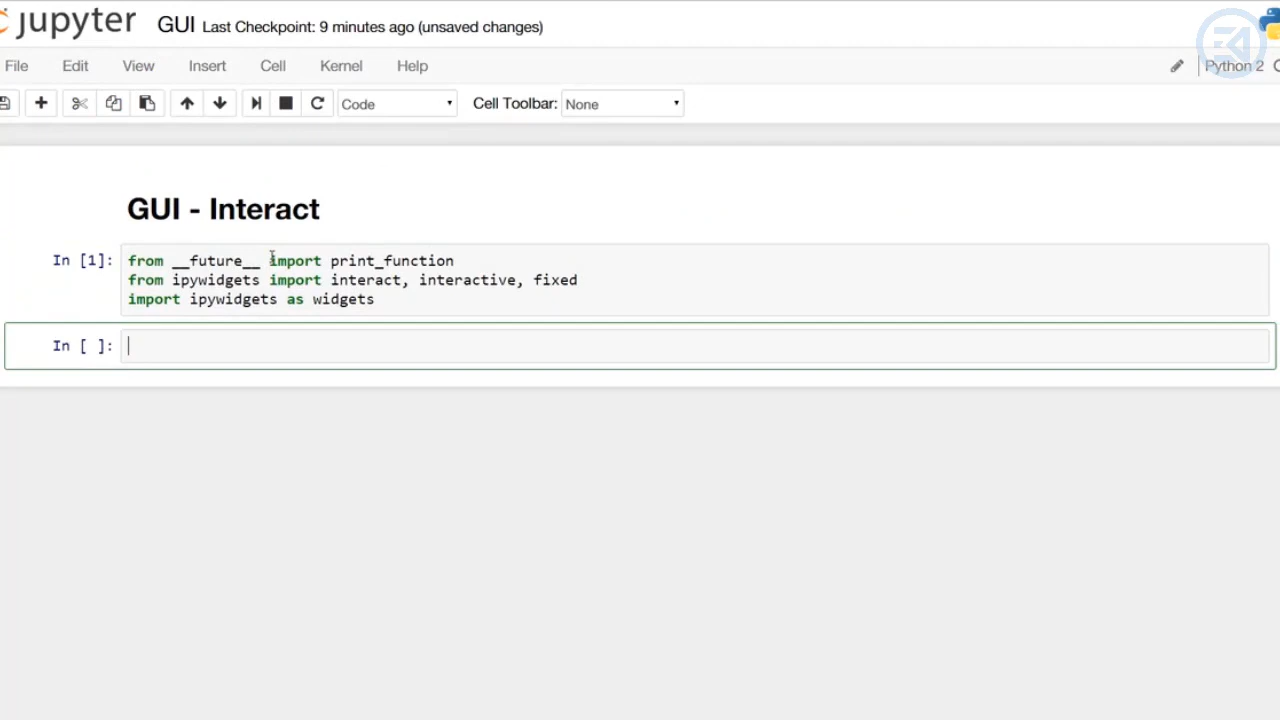 jupyter GUI Last Checkpoint: 9 minutes ago (unsaved changes)
File Edit View Insert Cell Kernel Help Python 2
Code Cell Toolbar: None
GUI - Interact
In [1]: from __future__ import print_function
from ipywidgets import interact, interactive, fixed
import ipywidgets as widgets
In [ ]: